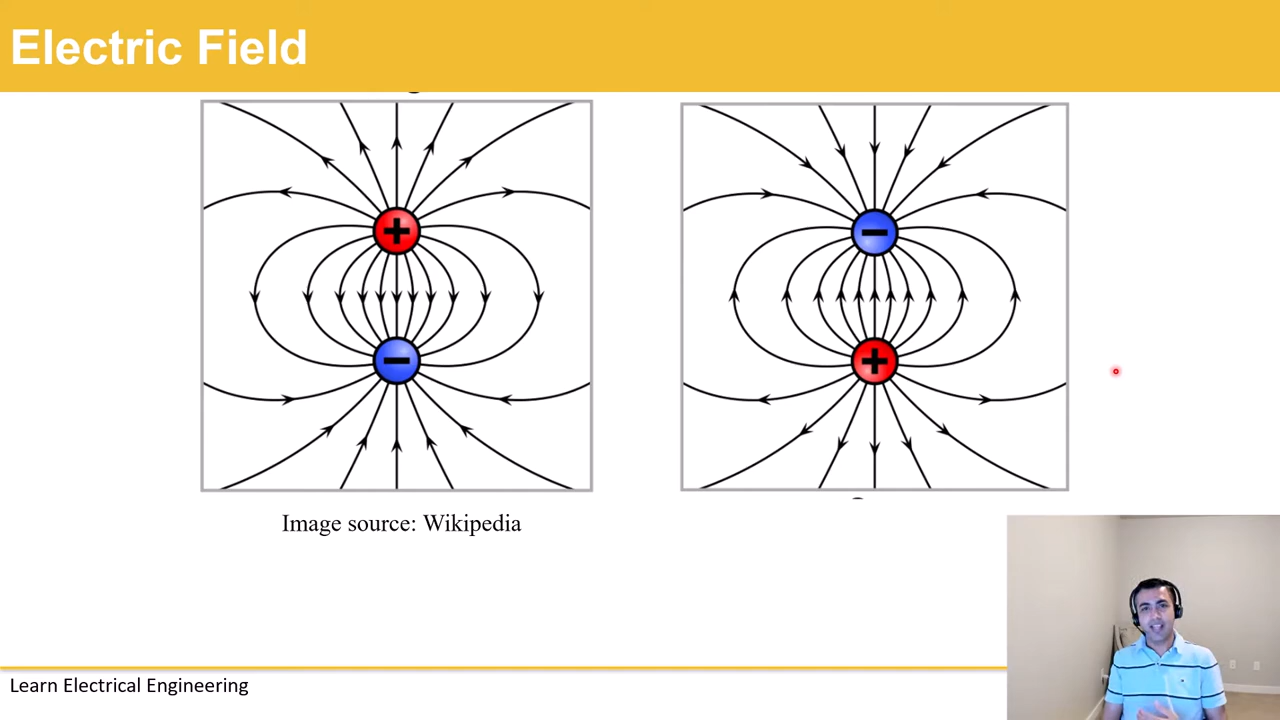 Electric Field
+
−
−
+
Image source: Wikipedia
Learn Electrical Engineering